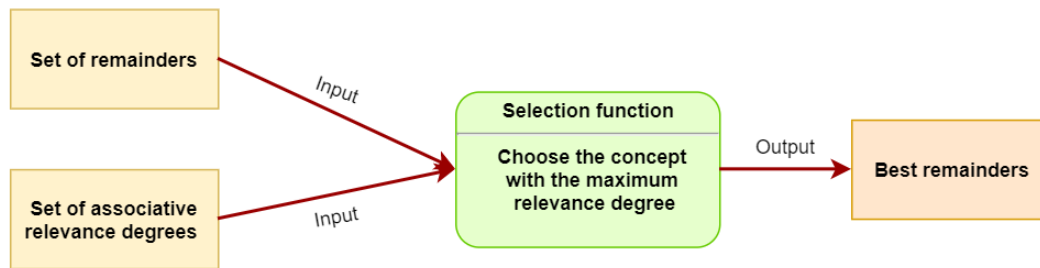 Set of remainders
Input
Selection function
Choose the concept
with the maximum
relevance degree
Output
Best remainders
Set of associative
relevance degrees
Input